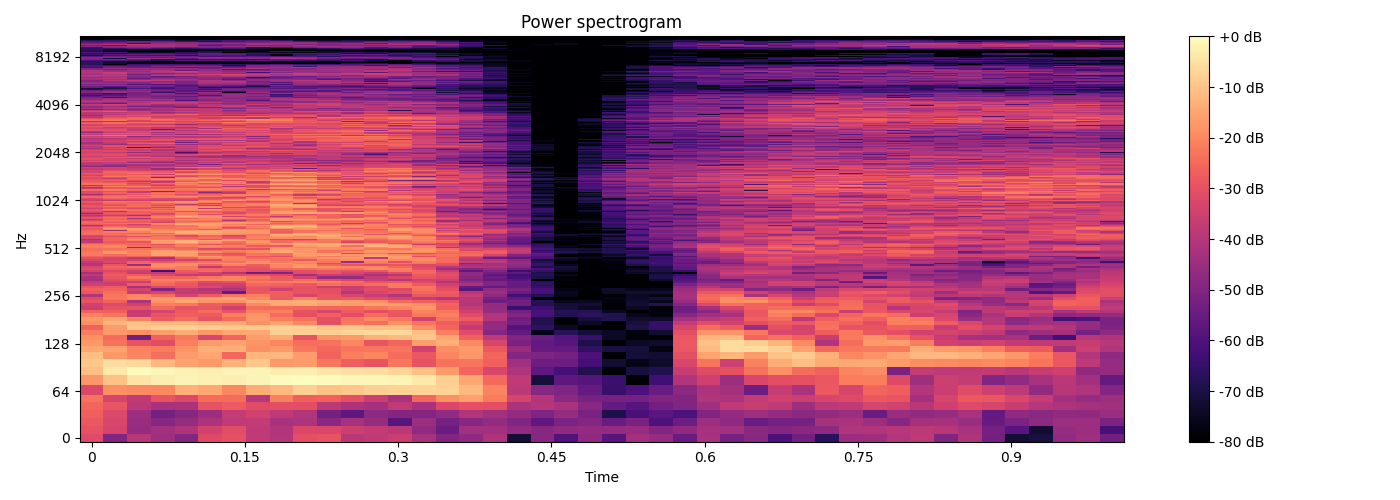 Power spectrogram
Hz
8192
4096
2048
1024
512
256
128
64
0
0 0.15 0.3 0.45 0.6 0.75 0.9
Time
+0 dB
-10 dB
-20 dB
-30 dB
-40 dB
-50 dB
-60 dB
-70 dB
-80 dB